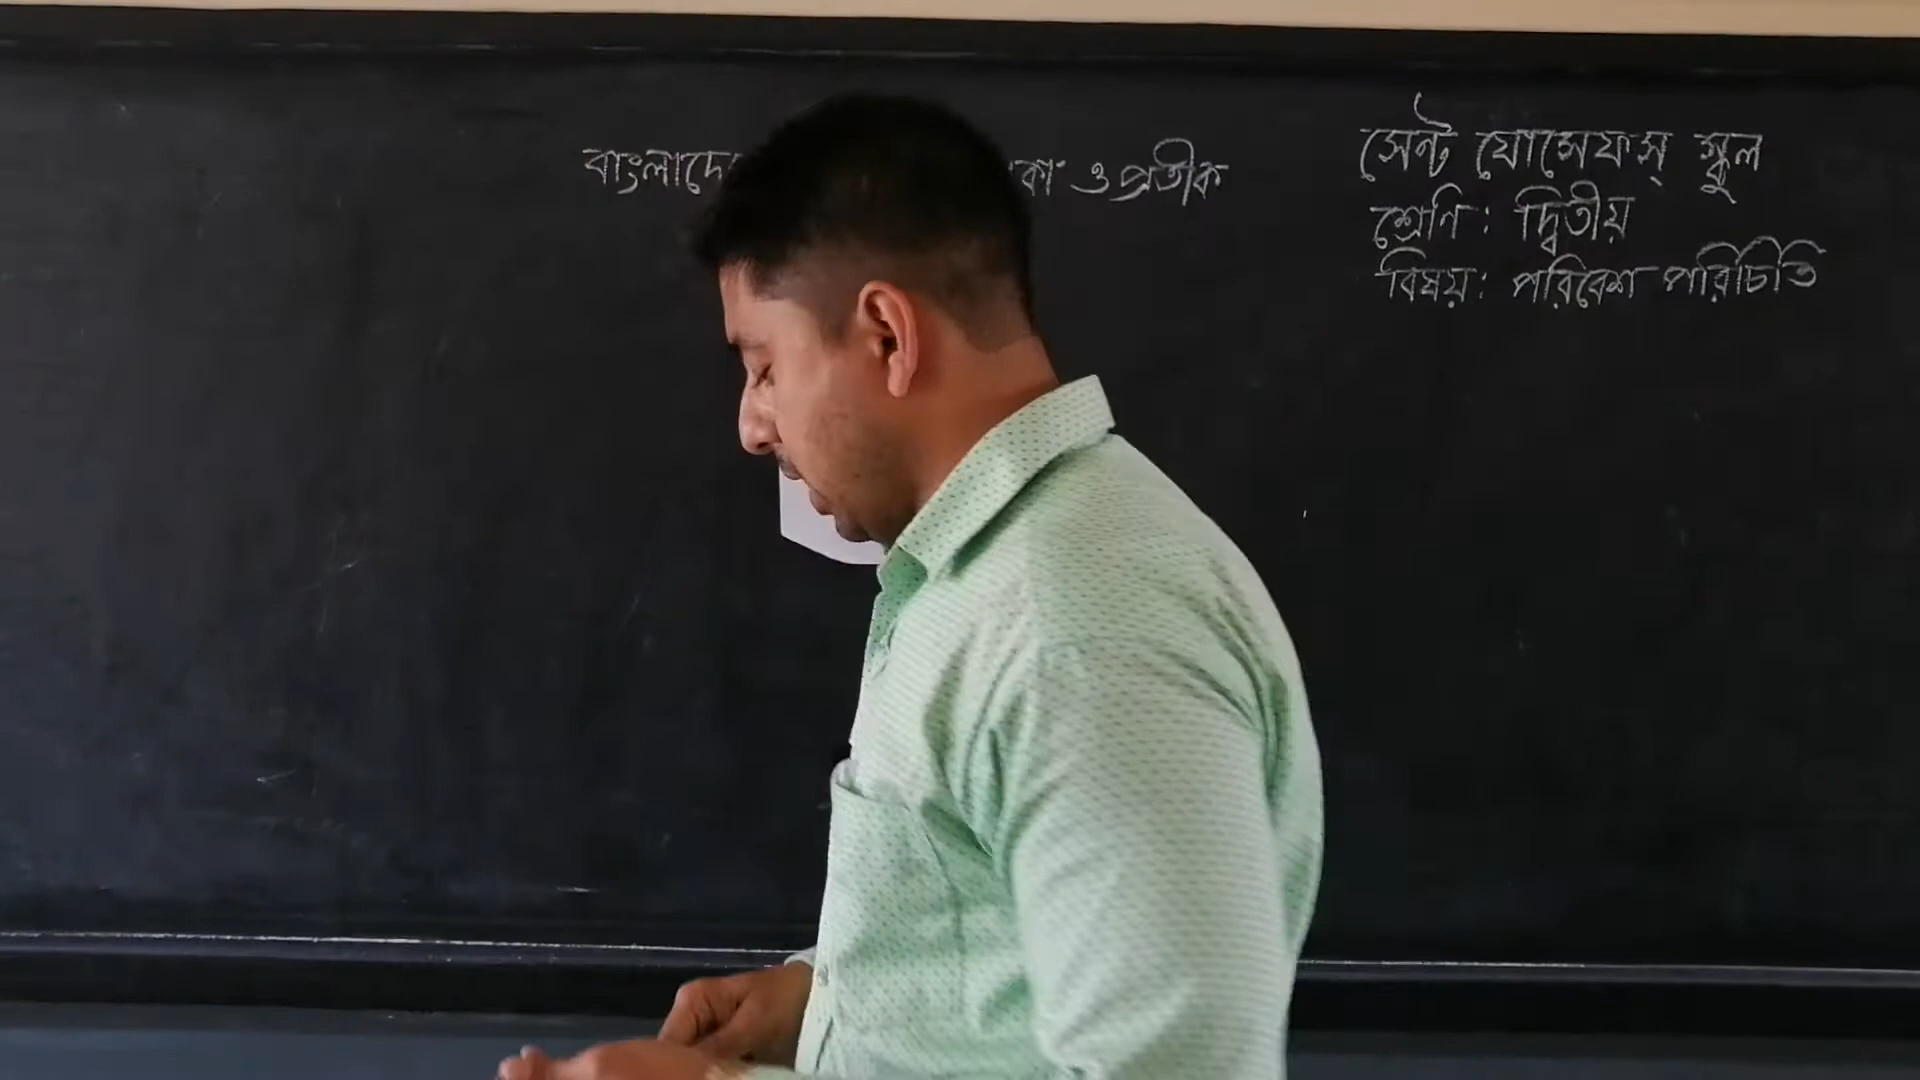 বাংলাদে কা ও প্রতীক
সেন্ট যোসেফস্ স্কুল
শ্রেণি: দ্বিতীয়
বিষয়: পরিবেশ পরিচিতি